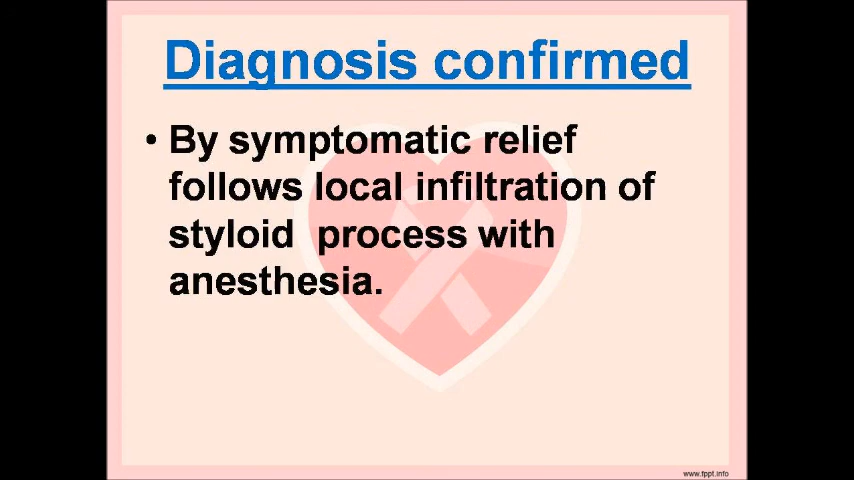 Diagnosis confirmed
• By symptomatic relief
follows local infiltration of
styloid process with
anesthesia.
www.fppt.info